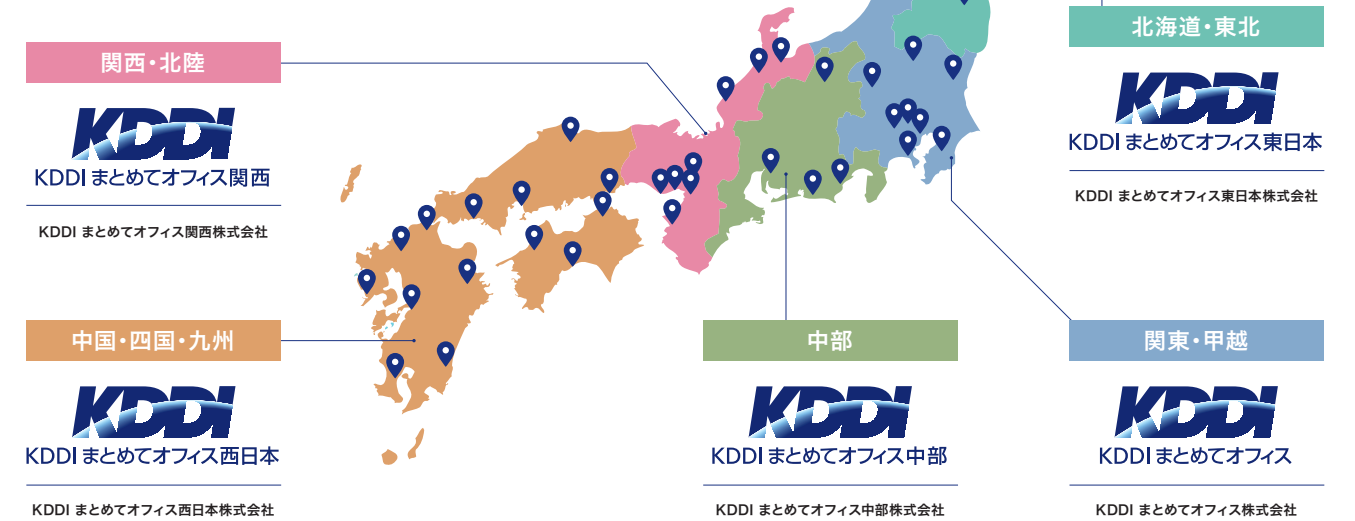 関西・北陸
KDDI
KDDI まとめてオフィス関西
KDDI まとめてオフィス関西株式会社
北海道・東北
KDDI
KDDI まとめてオフィス東日本
KDDI まとめてオフィス東日本株式会社
中国・四国・九州
KDDI
KDDI まとめてオフィス西日本
KDDI まとめてオフィス西日本株式会社
中部
KDDI
KDDI まとめてオフィス中部
KDDI まとめてオフィス中部株式会社
関東・甲越
KDDI
KDDI まとめてオフィス
KDDI まとめてオフィス株式会社